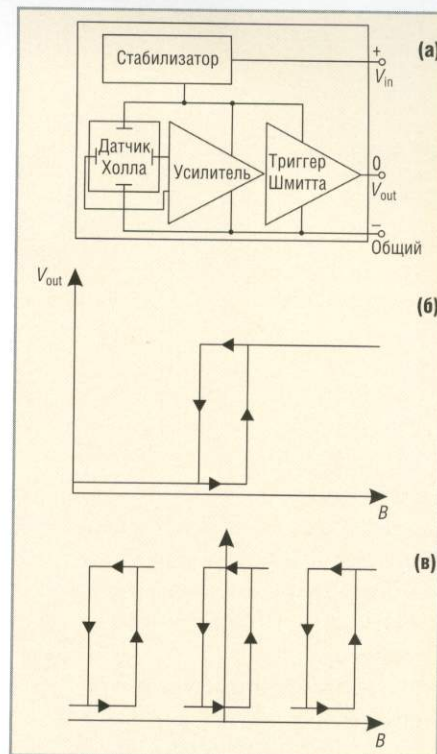 Стабилизатор
+
V_in
(а)
Датчик
Холла
Усилитель
Триггер
Шмитта
0
V_out
–
Общий
V_out
(б)
B
(в)
B